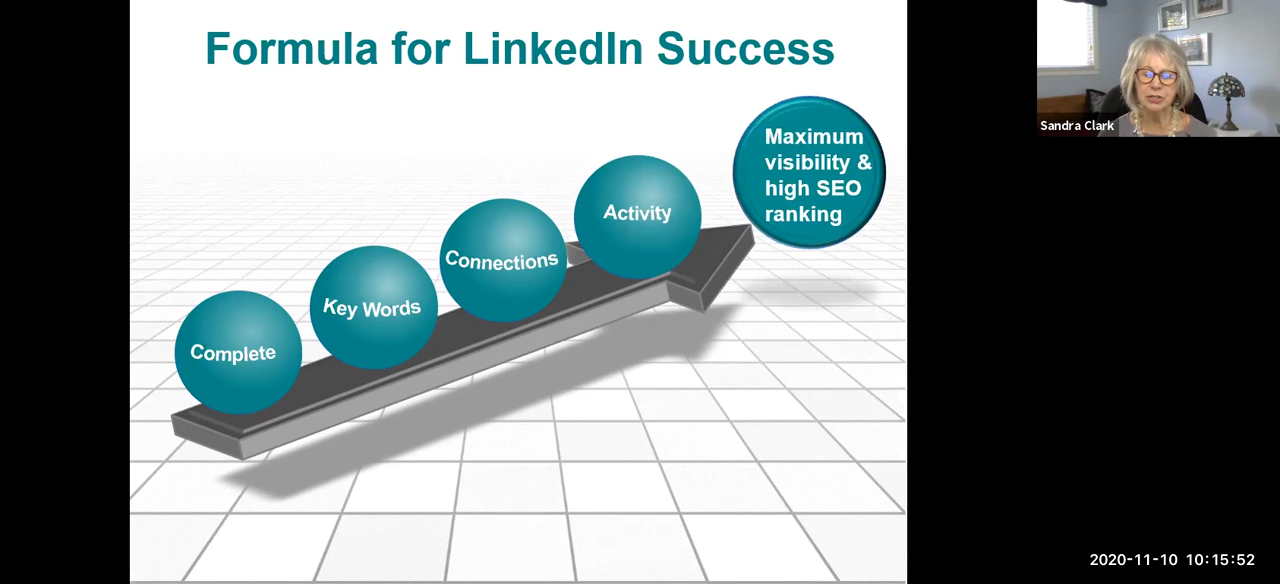 Formula for LinkedIn Success
Complete
Key Words
Connections
Activity
Maximum
visibility &
high SEO
ranking
Sandra Clark
2020-11-10 10:15:52